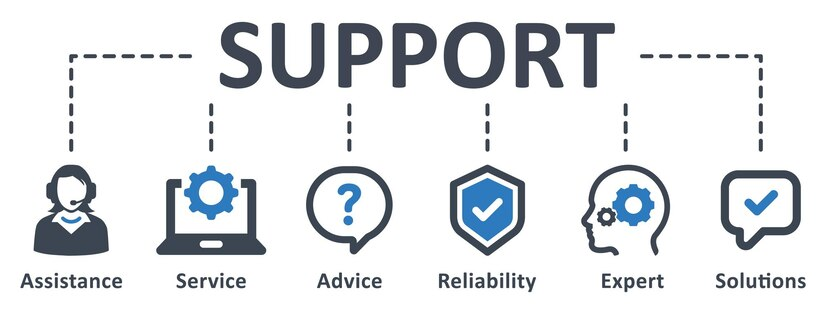 SUPPORT
Assistance Service Advice Reliability Expert Solutions